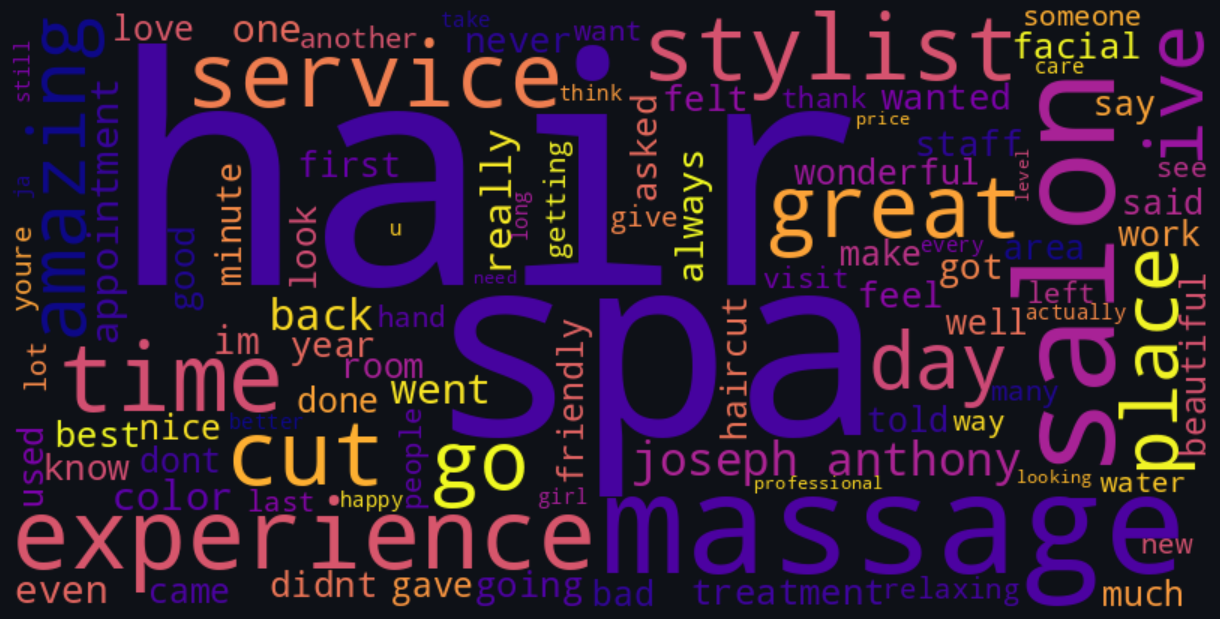 still
amazing
love
one
another
take
never
want
stylist
someone
facial
care
ive
appointment
service
think
felt
thank
wanted
say
hair
asked
price
salon
staff
see
ja
first
really
getting
always
wonderful
level
said
minute
look
u
long
give
great
work
good
make
every
area
youre
need
visit
got
place
feel
left
back
hand
spa
well
actually
beautiful
lot
time
im
year
room
friendly
haircut
day
done
went
many
best
nice
better
people
told
way
used
know
dont
cut
go
joseph anthony
color
last
happy
girl
professional
looking
water
experience
massage
new
even
came
didnt
gave
going
bad
treatment
relaxing
much